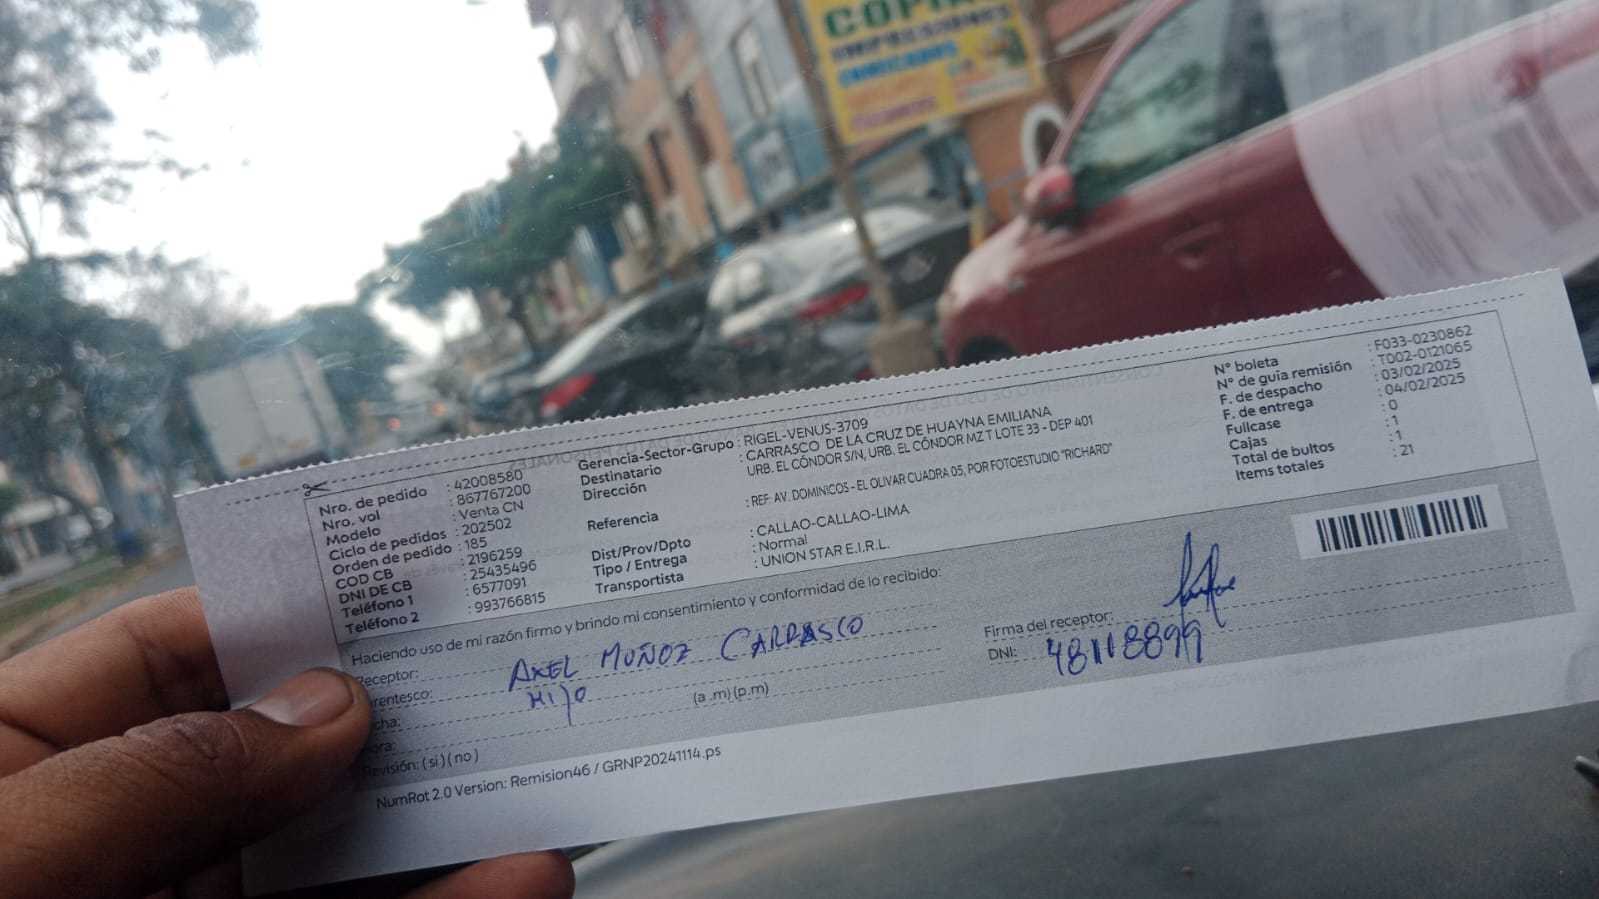 COPIAS
IMPRESIONES
Nro. de pedido : 42008580
Nro. vol : 867767200
Modelo : Venta CN
Ciclo de pedidos : 202502
Orden de pedido : 185
COD CB : 2196259
DNI DE CB : 25435496
Teléfono 1 : 6577091
Teléfono 2 : 993766815
Gerencia-Sector-Grupo : RIGEL-VENUS-3709
Destinatario : CARRASCO DE LA CRUZ DE HUAYNA EMILIANA
Dirección URB. EL CÓNDOR S/N, URB. EL CÓNDOR MZ T LOTE 33 - DEP 401
Referencia : REF: AV. DOMINICOS - EL OLIVAR CUADRA 05, POR FOTOESTUDIO "RICHARD"
Dist/Prov/Dpto : CALLAO-CALLAO-LIMA
Tipo / Entrega : Normal
Transportista : UNION STAR E.I.R.L.
N° boleta : F033-0230862
N° de guía remisión : TD02-0121065
F. de despacho : 03/02/2025
F. de entrega : 04/02/2025
Fullcase : 0
Cajas : 1
Total de bultos : 1
Items totales : 21
Haciendo uso de mi razón firmo y brindo mi consentimiento y conformidad de lo recibido:
Receptor: AXEL MUÑOZ CARRASCO
rentesco: HIJO
cha:
ora: (a .m) (p.m)
Revisión: ( si ) ( no )
Firma del receptor:
DNI: 48118899
NumRot 2.0 Version: Remision46 / GRNP20241114.ps